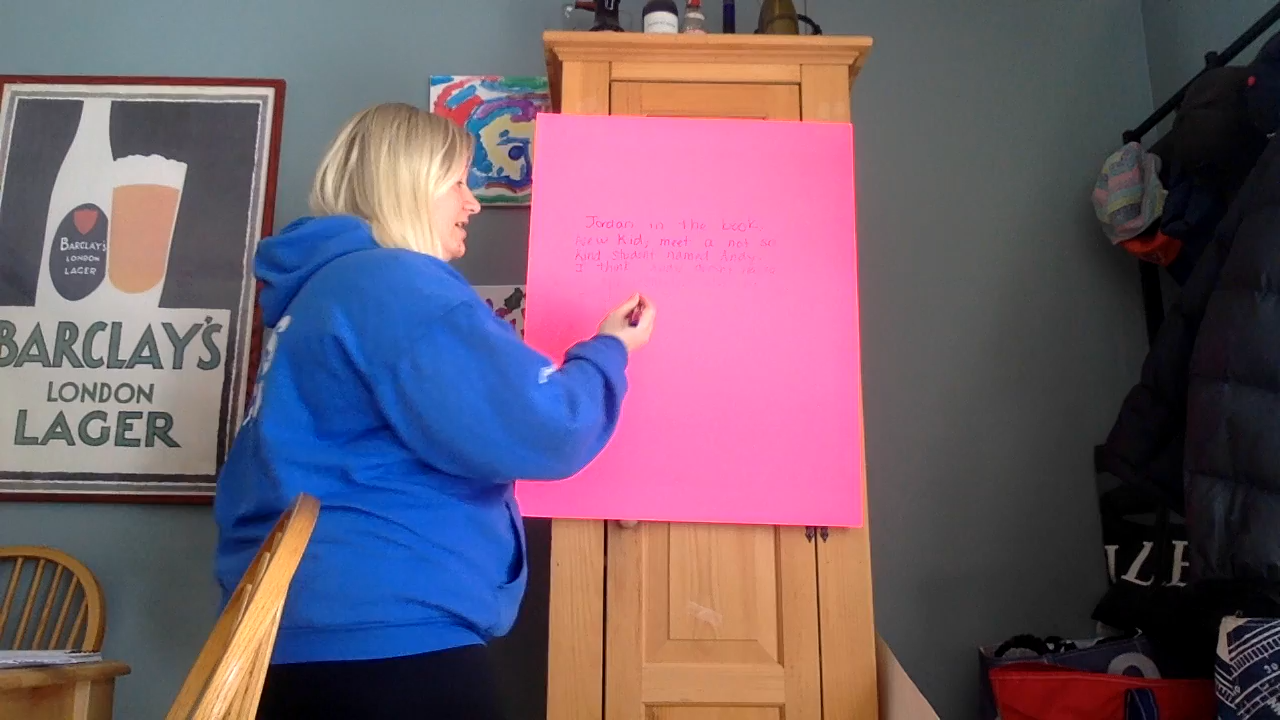 BARCLAY'S
LONDON
LAGER
BARCLAY'S
LONDON
LAGER
Jordan in the book,
New Kid, meet a not so
kind student named Andy.
I think Andy